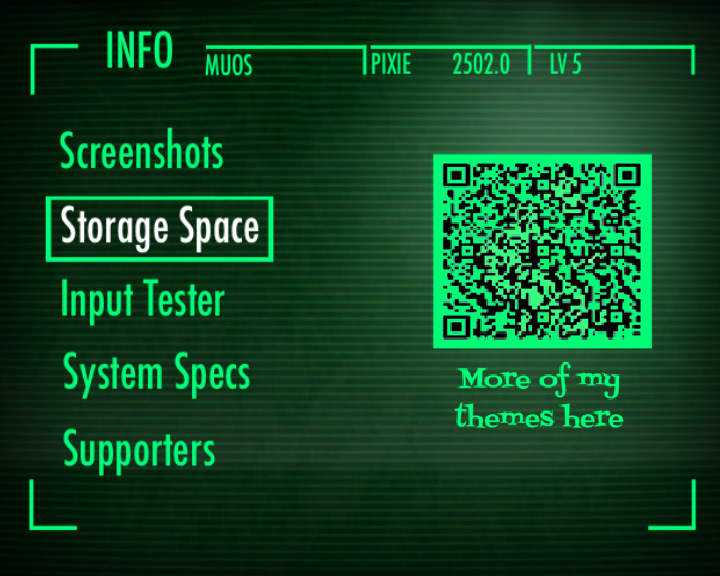 INFO MUOS PIXIE 2502.0 LV 5
Screenshots
Storage Space
Input Tester
System Specs
Supporters
More of my
themes here